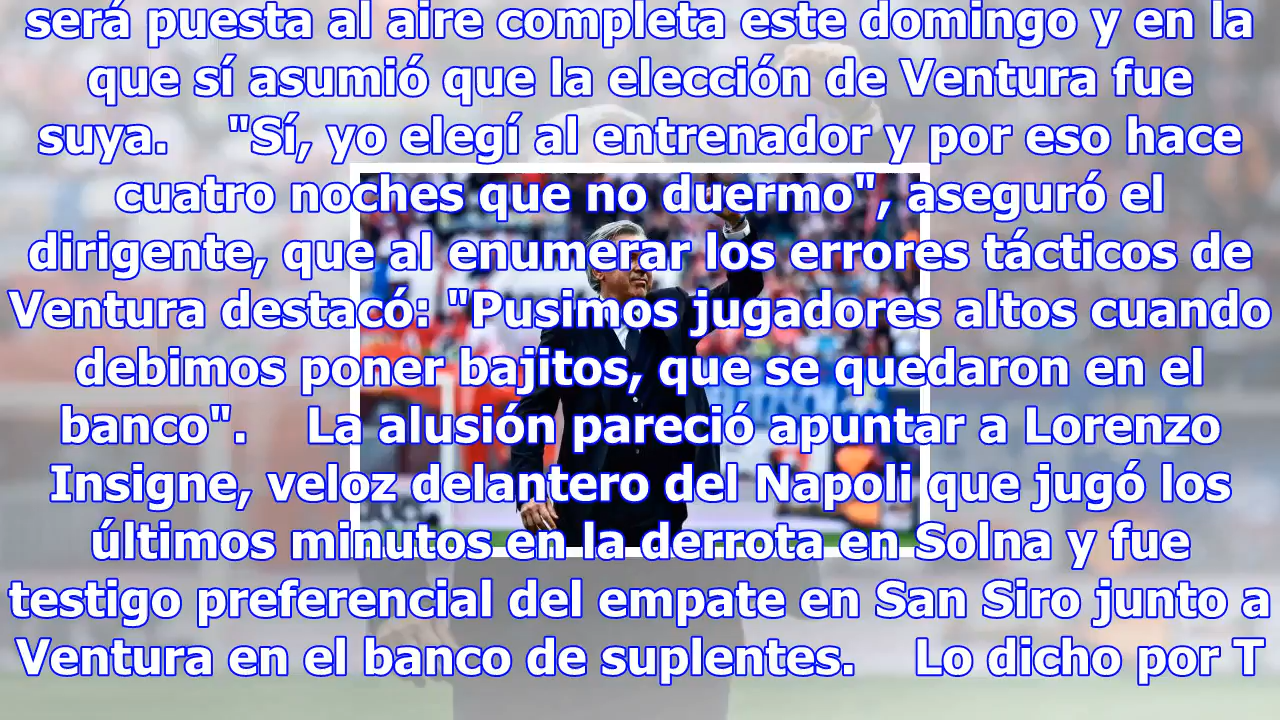 será puesta al aire completa este domingo y en la
que sí asumió que la elección de Ventura fue
suya. "Sí, yo elegí al entrenador y por eso hace
cuatro noches que no duermo", aseguró el
dirigente, que al enumerar los errores tácticos de
Ventura destacó: "Pusimos jugadores altos cuando
debimos poner bajitos, que se quedaron en el
banco". La alusión pareció apuntar a Lorenzo
Insigne, veloz delantero del Napoli que jugó los
últimos minutos en la derrota en Solna y fue
testigo preferencial del empate en San Siro junto a
Ventura en el banco de suplentes. Lo dicho por T